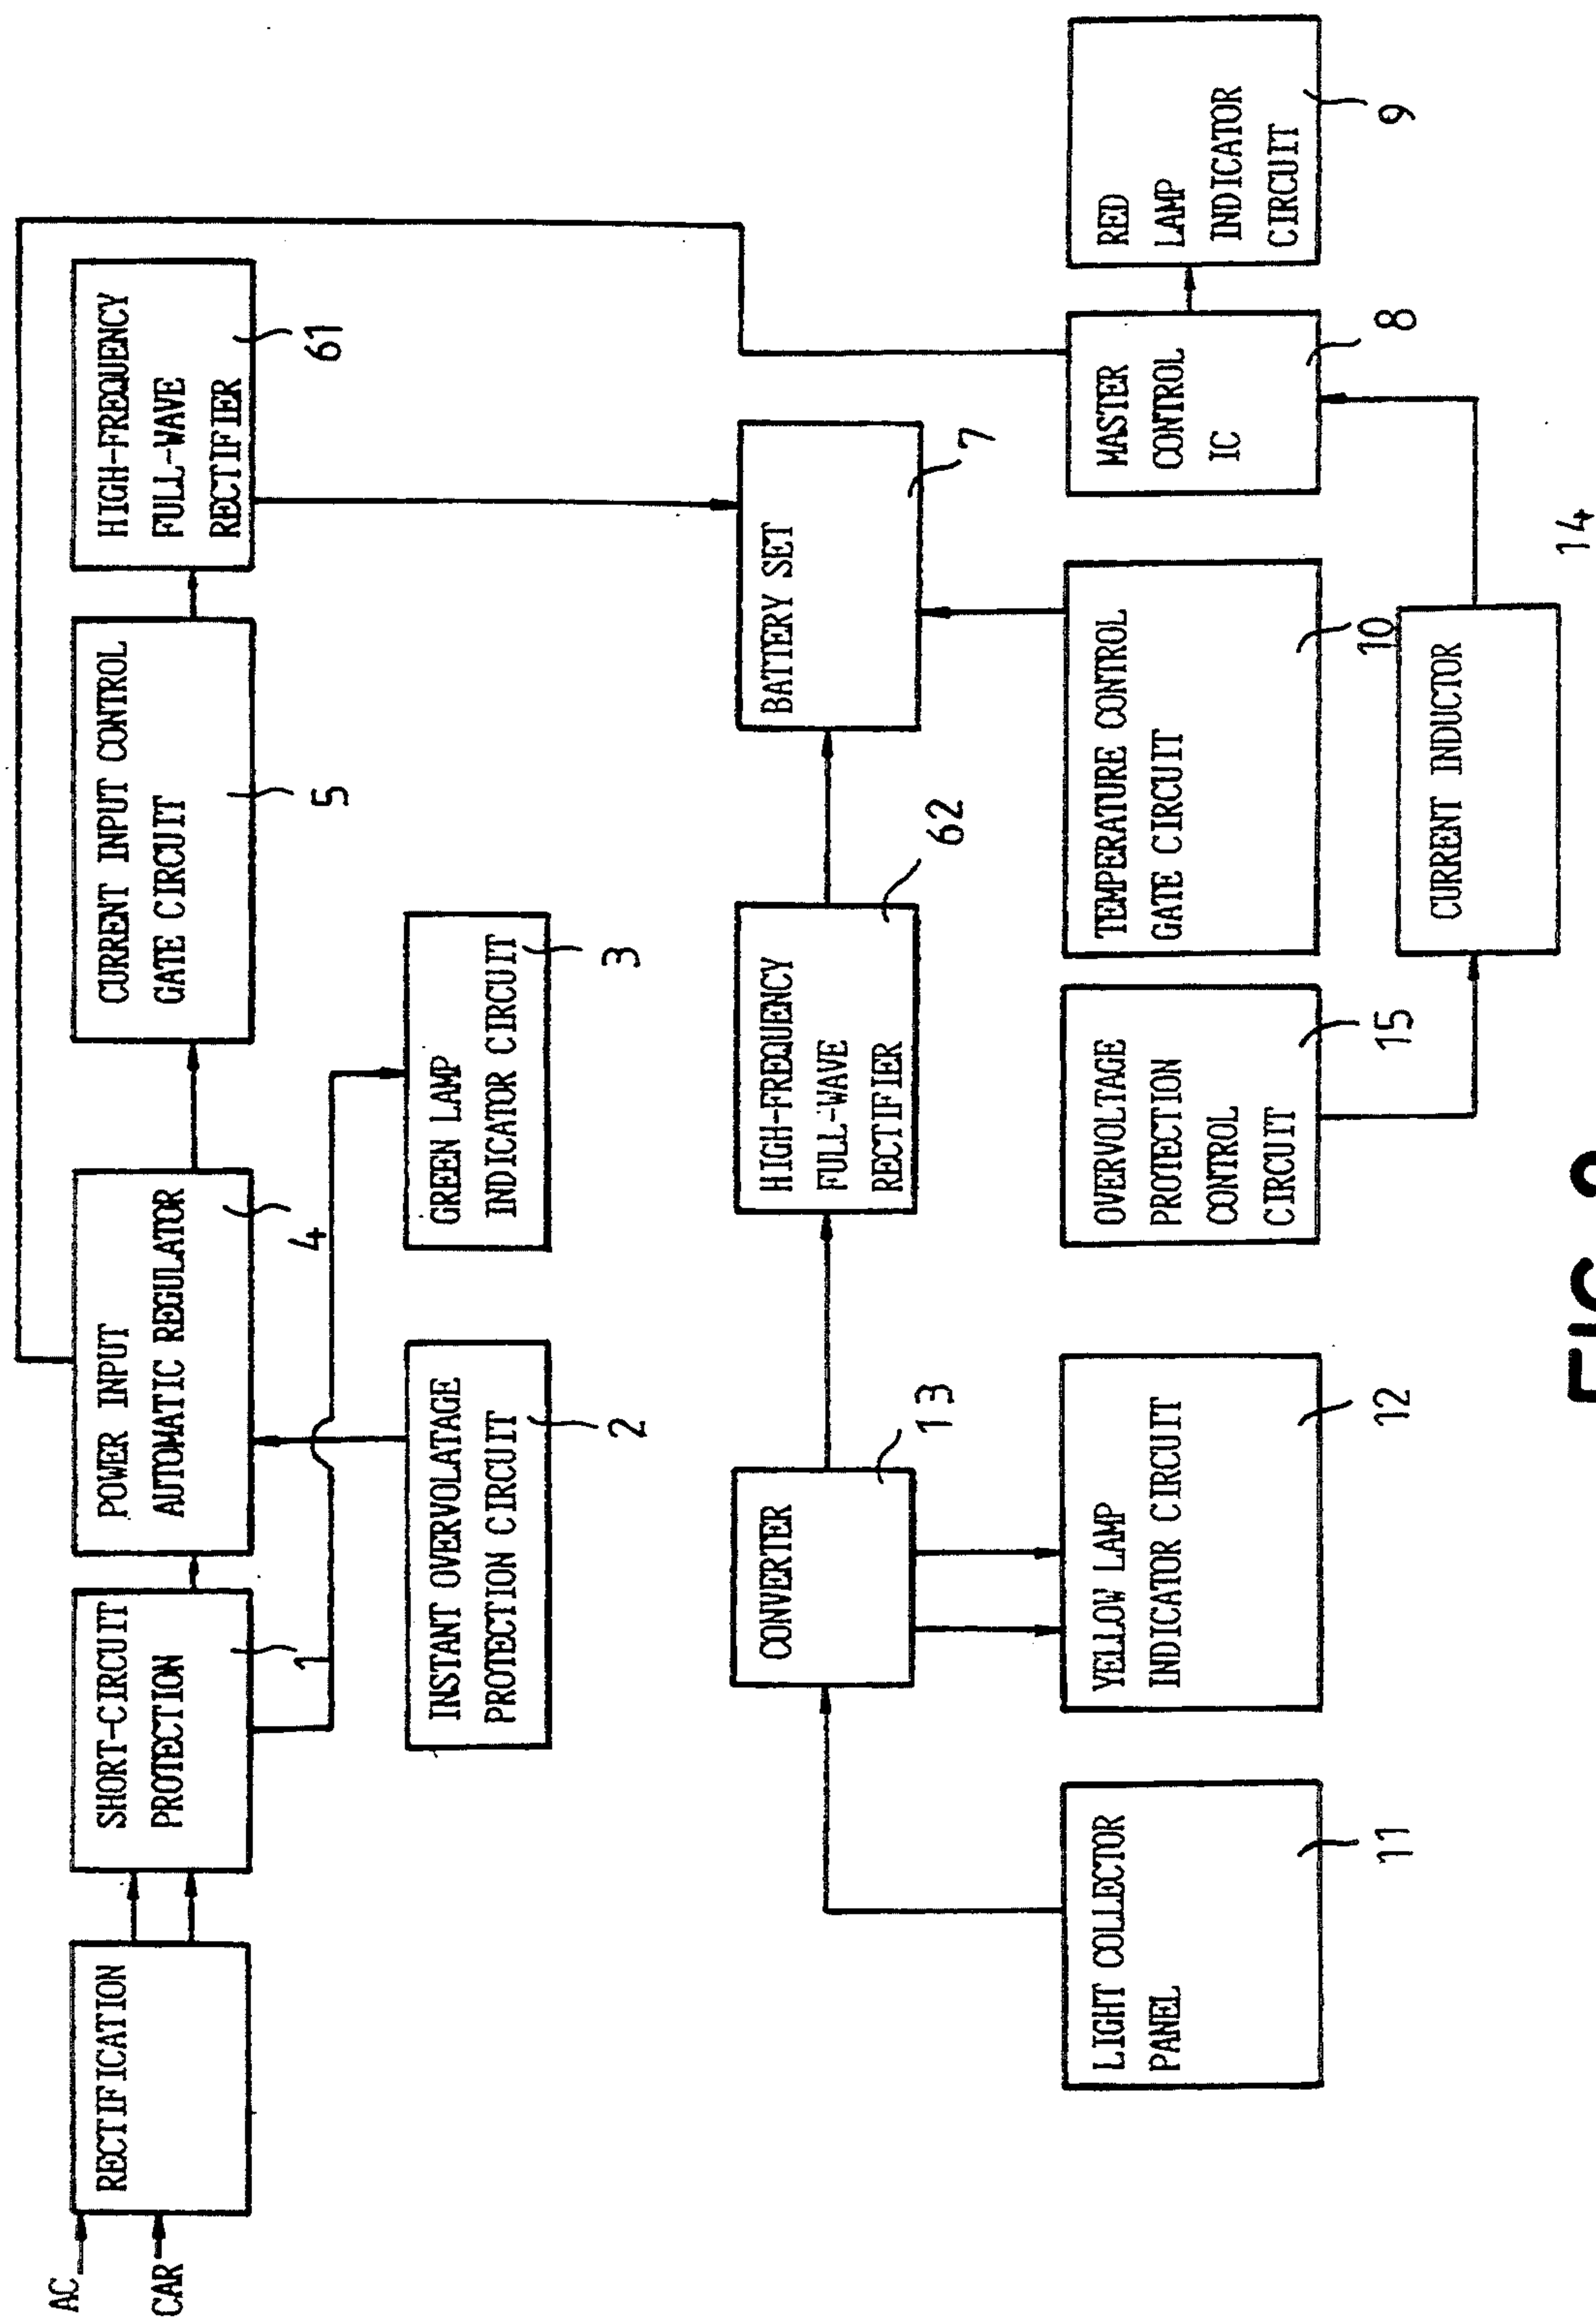 AC
CAR
RECTIFICATION
SHORT-CIRCUIT
PROTECTION
1
POWER INPUT
AUTOMATIC REGULATOR
4
CURRENT INPUT CONTROL
GATE CIRCUIT
5
HIGH-FREQUENCY
FULL-WAVE
RECTIFIER
61
INSTANT OVERVOLATAGE
PROTECTION CIRCUIT
2
GREEN LAMP
INDICATOR CIRCUIT
3
CONVERTER
13
HIGH-FREQUENCY
FULL-WAVE
RECTIFIER
62
BATTERY SET
7
LIGHT COLLECTOR
PANEL
11
YELLOW LAMP
INDICATOR CIRCUIT
12
OVERVOLTAGE
PROTECTION
CONTROL
CIRCUIT
15
TEMPERATURE CONTROL
GATE CIRCUIT
10
MASTER
CONTROL
IC
8
RED
LAMP
INDICATOR
CIRCUIT
9
CURRENT INDUCTOR
14
FIG